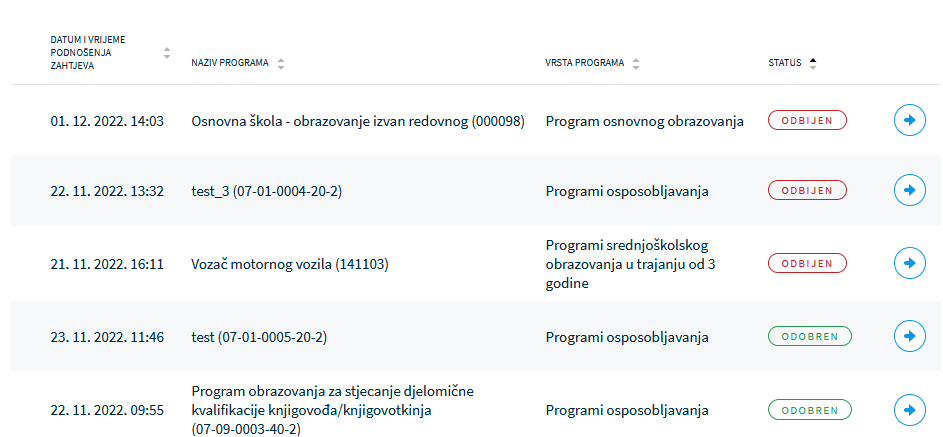 DATUM I VRIJEME
PODNOŠENJA
ZAHTJEVA
NAZIV PROGRAMA
VRSTA PROGRAMA
STATUS
01. 12. 2022. 14:03 Osnovna škola - obrazovanje izvan redovnog (000098) Program osnovnog obrazovanja ODBIJEN
22. 11. 2022. 13:32 test_3 (07-01-0004-20-2) Programi osposobljavanja ODBIJEN
21. 11. 2022. 16:11 Vozač motornog vozila (141103)
Programi srednjoškolskog
obrazovanja u trajanju od 3
godine
ODBIJEN
23. 11. 2022. 11:46 test (07-01-0005-20-2) Programi osposobljavanja ODOBREN
22. 11. 2022. 09:55
Program obrazovanja za stjecanje djelomične
kvalifikacije knjigovođa/knjigovotkinja
(07-09-0003-40-2)
Programi osposobljavanja
ODOBREN